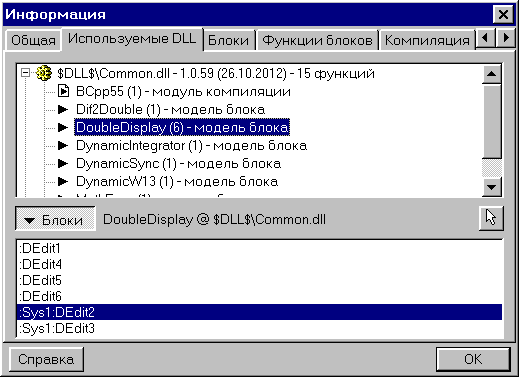 Информация
Общая Используемые DLL Блоки Функции блоков Компиляция
$DLL$\Common.dll - 1.0.59 (26.10.2012) - 15 функций
BCpp55 (1) - модуль компиляции
Dif2Double (1) - модель блока
DoubleDisplay (6) - модель блока
DynamicIntegrator (1) - модель блока
DynamicSync (1) - модель блока
DynamicW13 (1) - модель блока
Блоки DoubleDisplay @ $DLL$\Common.dll
:DEdit1
:DEdit4
:DEdit5
:DEdit6
:Sys1:DEdit2
:Sys1:DEdit3
Справка OK